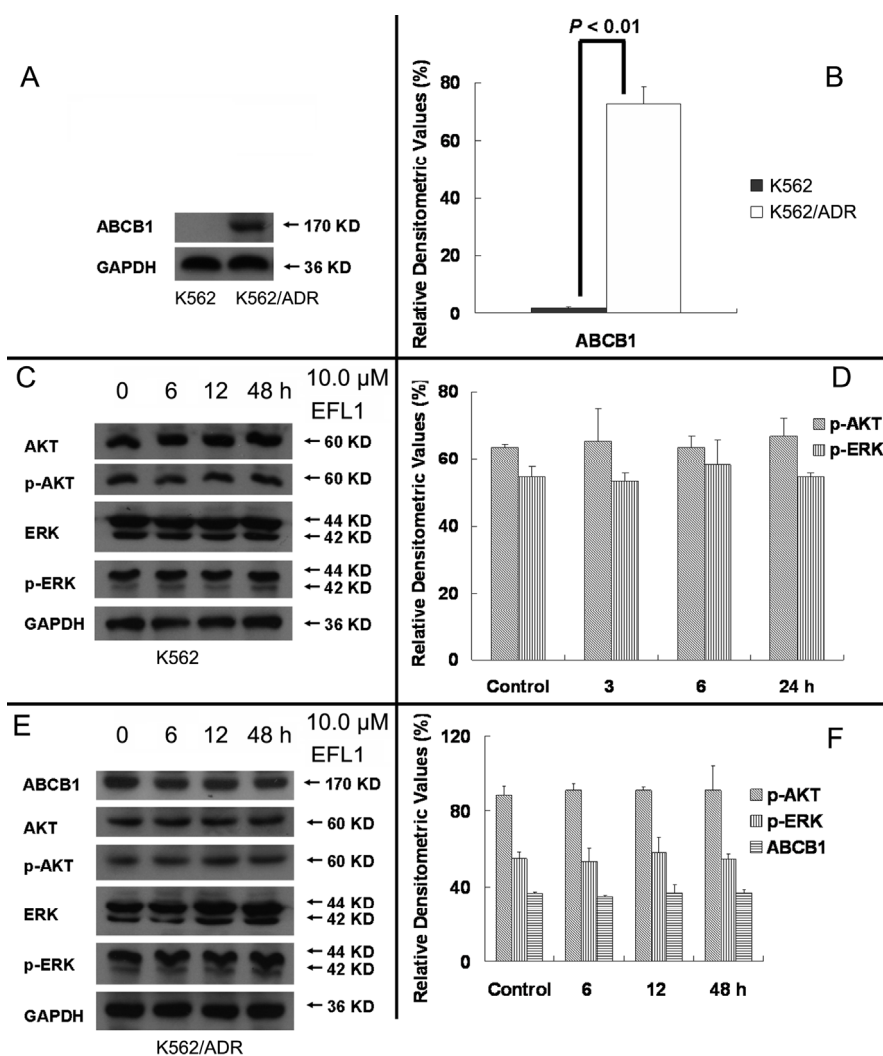 A
ABCB1
← 170 KD
GAPDH
← 36 KD
K562 K562/ADR
B
P < 0.01
Relative Densitometric Values (%)
80
60
40
20
0
ABCB1
K562
K562/ADR
C
0 6 12 48 h
10.0 µM
EFL1
AKT
← 60 KD
p-AKT
← 60 KD
ERK
← 44 KD
← 42 KD
p-ERK
← 44 KD
← 42 KD
GAPDH
← 36 KD
K562
D
Relative Densitometric Values (%)
80
60
40
20
0
Control 3 6 24 h
p-AKT
p-ERK
E
0 6 12 48 h
10.0 µM
EFL1
ABCB1
← 170 KD
AKT
← 60 KD
p-AKT
← 60 KD
ERK
← 44 KD
← 42 KD
p-ERK
← 44 KD
← 42 KD
GAPDH
← 36 KD
K562/ADR
F
Relative Densitometric Values (%)
120
80
40
0
Control 6 12 48 h
p-AKT
p-ERK
ABCB1